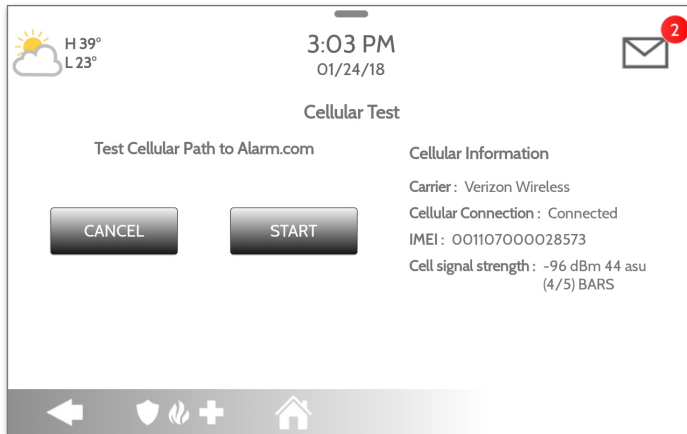 H 39°
L 23°
3:03 PM
01/24/18
2
Cellular Test
Test Cellular Path to Alarm.com
CANCEL
START
Cellular Information
Carrier : Verizon Wireless
Cellular Connection : Connected
IMEI : 001107000028573
Cell signal strength : -96 dBm 44 asu
(4/5) BARS